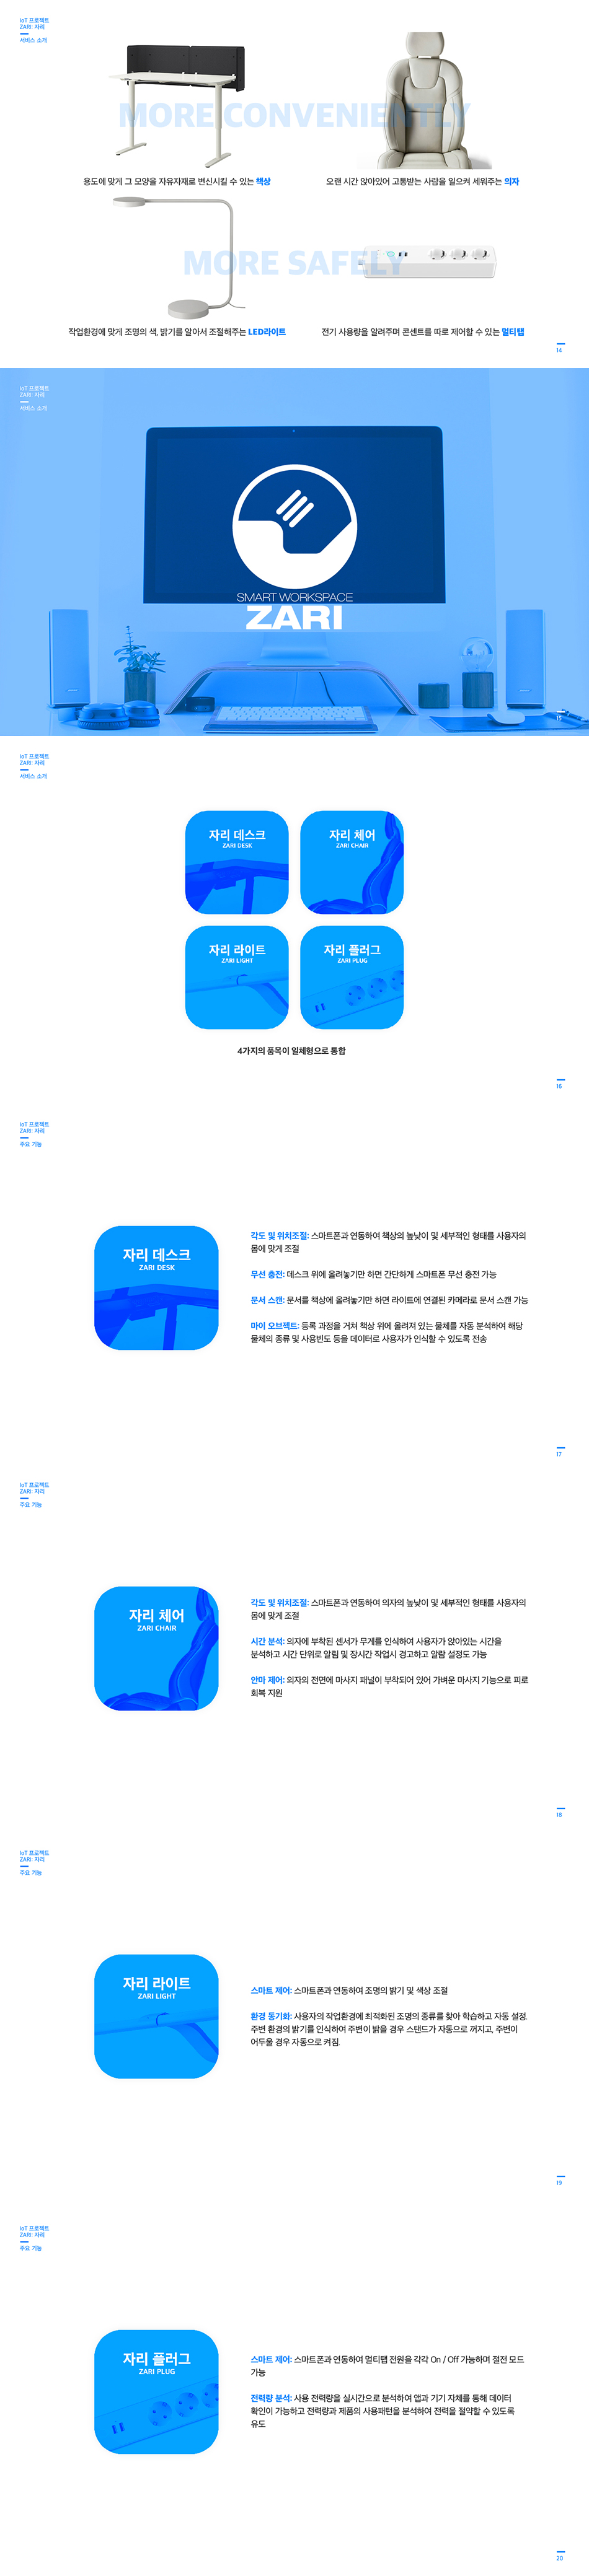 IoT 프로젝트
ZARI: 자리
서비스 소개
MORE CONVENIENTLY
용도에 맞게 그 모양을 자유자재로 변신시킬 수 있는 책상
오랜 시간 앉아있어 고통받는 사람을 일으켜 세워주는 의자
MORE SAFELY
작업환경에 맞게 조명의 색, 밝기를 알아서 조절해주는 LED라이트
전기 사용량을 알려주며 콘센트를 따로 제어할 수 있는 멀티탭
14
IoT 프로젝트
ZARI: 자리
서비스 소개
SMART WORKSPACE
ZARI
15
IoT 프로젝트
ZARI: 자리
서비스 소개
자리 데스크
ZARI DESK
자리 체어
ZARI CHAIR
자리 라이트
ZARI LIGHT
자리 플러그
ZARI PLUG
4가지의 품목이 일체형으로 통합
16
IoT 프로젝트
ZARI: 자리
주요 기능
자리 데스크
ZARI DESK
각도 및 위치조절: 스마트폰과 연동하여 책상의 높낮이 및 세부적인 형태를 사용자의
몸에 맞게 조절
무선 충전: 데스크 위에 올려놓기만 하면 간단하게 스마트폰 무선 충전 가능
문서 스캔: 문서를 책상에 올려놓기만 하면 라이트에 연결된 카메라로 문서 스캔 가능
마이 오브젝트: 등록 과정을 거쳐 책상 위에 올려져 있는 물체를 자동 분석하여 해당
물체의 종류 및 사용빈도 등을 데이터로 사용자가 인식할 수 있도록 전송
17
IoT 프로젝트
ZARI: 자리
주요 기능
자리 체어
ZARI CHAIR
각도 및 위치조절: 스마트폰과 연동하여 의자의 높낮이 및 세부적인 형태를 사용자의
몸에 맞게 조절
시간 분석: 의자에 부착된 센서가 무게를 인식하여 사용자가 앉아있는 시간을
분석하고 시간 단위로 알림 및 장시간 작업시 경고하고 알람 설정도 가능
안마 제어: 의자의 전면에 마사지 패널이 부착되어 있어 가벼운 마사지 기능으로 피로
회복 지원
18
IoT 프로젝트
ZARI: 자리
주요 기능
자리 라이트
ZARI LIGHT
스마트 제어: 스마트폰과 연동하여 조명의 밝기 및 색상 조절
환경 동기화: 사용자의 작업환경에 최적화된 조명의 종류를 찾아 학습하고 자동 설정.
주변 환경의 밝기를 인식하여 주변이 밝을 경우 스탠드가 자동으로 꺼지고, 주변이
어두울 경우 자동으로 켜짐.
19
IoT 프로젝트
ZARI: 자리
주요 기능
자리 플러그
ZARI PLUG
스마트 제어: 스마트폰과 연동하여 멀티탭 전원을 각각 On / Off 가능하며 절전 모드
가능
전력량 분석: 사용 전력량을 실시간으로 분석하여 앱과 기기 자체를 통해 데이터
확인이 가능하고 전력량과 제품의 사용패턴을 분석하여 전력을 절약할 수 있도록
유도
20